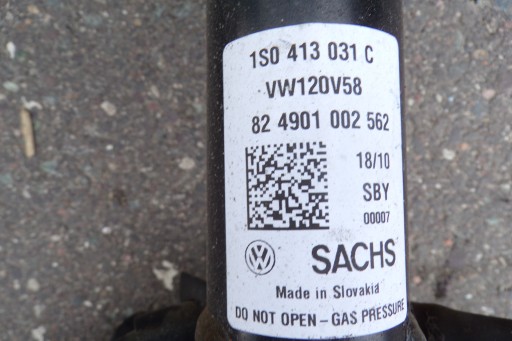 1S0 413 031 C
VW120V58
82 4901 002 562
18/10
SBY
00007
SACHS
Made in Slovakia
DO NOT OPEN - GAS PRESSURE